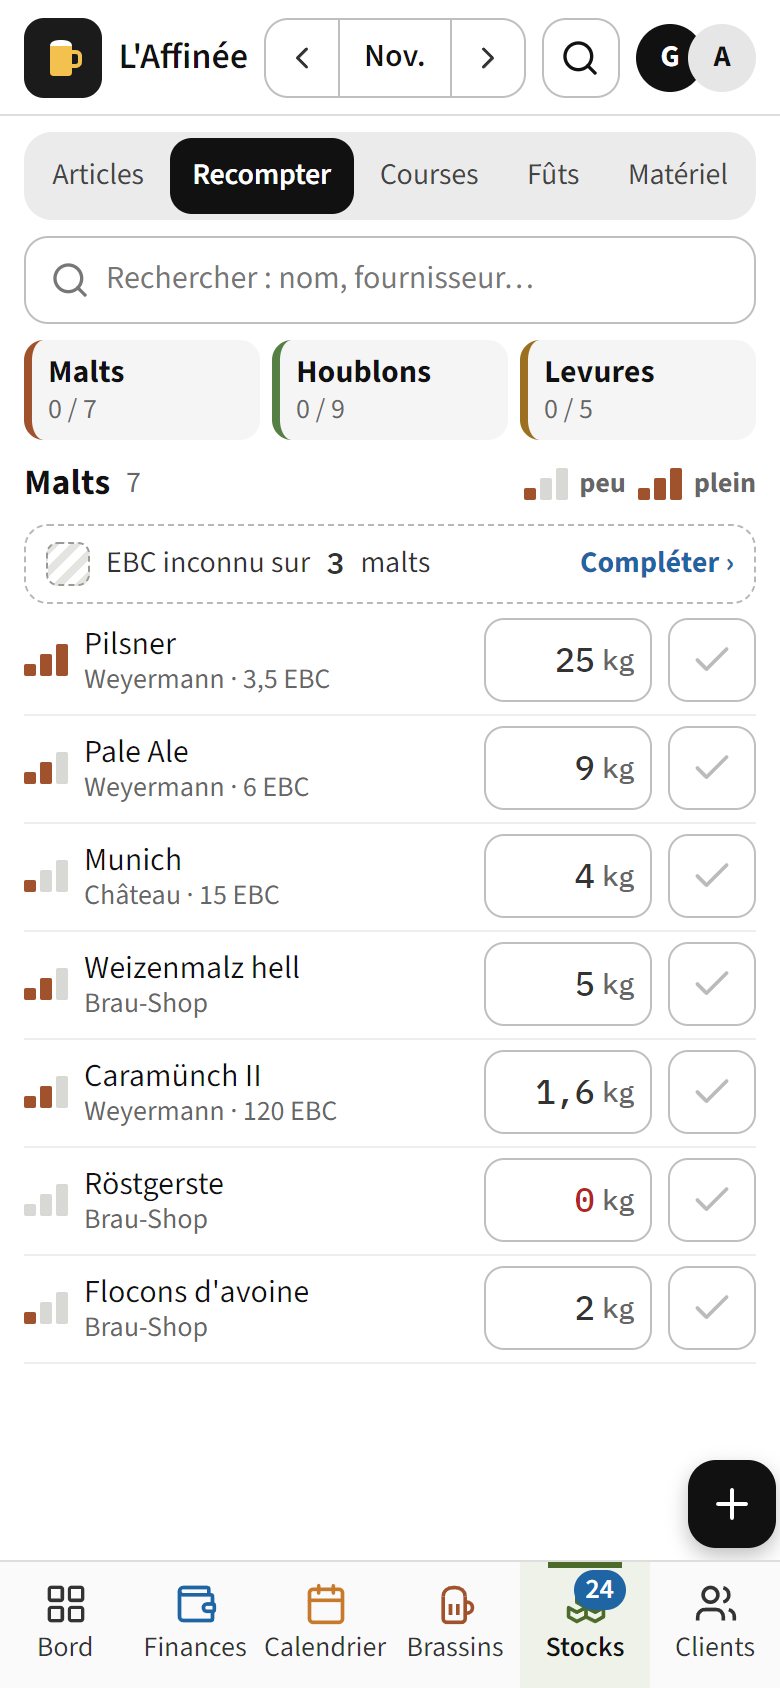 L'Affinée
Nov.
G
A
Articles
Recompter
Courses
Fûts
Matériel
Rechercher : nom, fournisseur…
Malts
0 / 7
Houblons
0 / 9
Levures
0 / 5
Malts 7
peu
plein
EBC inconnu sur 3 malts
Compléter ›
Pilsner
Weyermann · 3,5 EBC
25 kg
Pale Ale
Weyermann · 6 EBC
9 kg
Munich
Château · 15 EBC
4 kg
Weizenmalz hell
Brau-Shop
5 kg
Caramünch II
Weyermann · 120 EBC
1,6 kg
Röstgerste
Brau-Shop
0 kg
Flocons d'avoine
Brau-Shop
2 kg
24
Bord
Finances
Calendrier
Brassins
Stocks
Clients